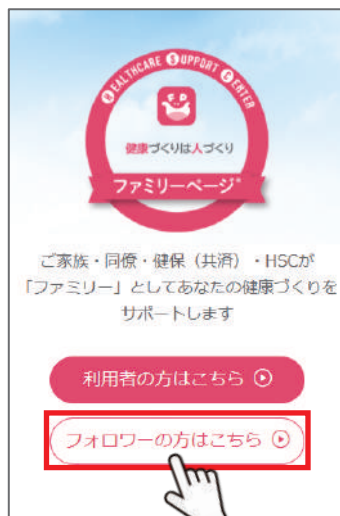 HEALTHCARE SUPPORT CENTER
FD
健康づくりは人づくり
ファミリーページ®
ご家族・同僚・健保（共済）・HSCが
「ファミリー」としてあなたの健康づくりを
サポートします
利用者の方はこちら
フォロワーの方はこちら